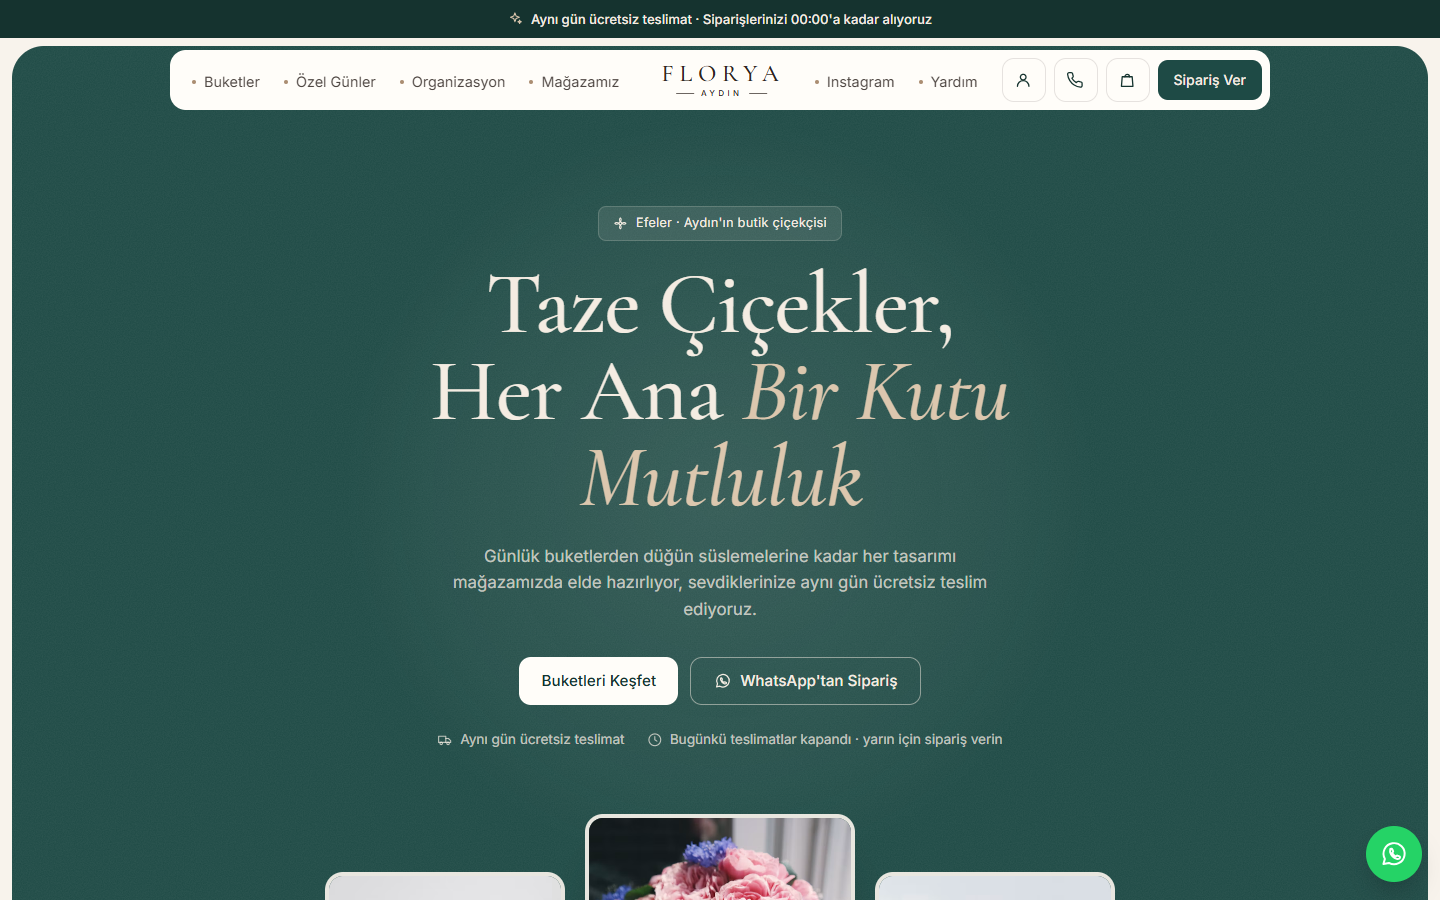 Aynı gün ücretsiz teslimat · Siparişlerinizi 00:00'a kadar alıyoruz
Buketler
Özel Günler
Organizasyon
Mağazamız
FLORYA
AYDIN
Instagram
Yardım
Sipariş Ver
Efeler · Aydın'ın butik çiçekçisi
Taze Çiçekler,
Her Ana Bir Kutu
Mutluluk
Günlük buketlerden düğün süslemelerine kadar her tasarımı
mağazamızda elde hazırlıyor, sevdiklerinize aynı gün ücretsiz teslim
ediyoruz.
Buketleri Keşfet
WhatsApp'tan Sipariş
Aynı gün ücretsiz teslimat
Bugünkü teslimatlar kapandı · yarın için sipariş verin